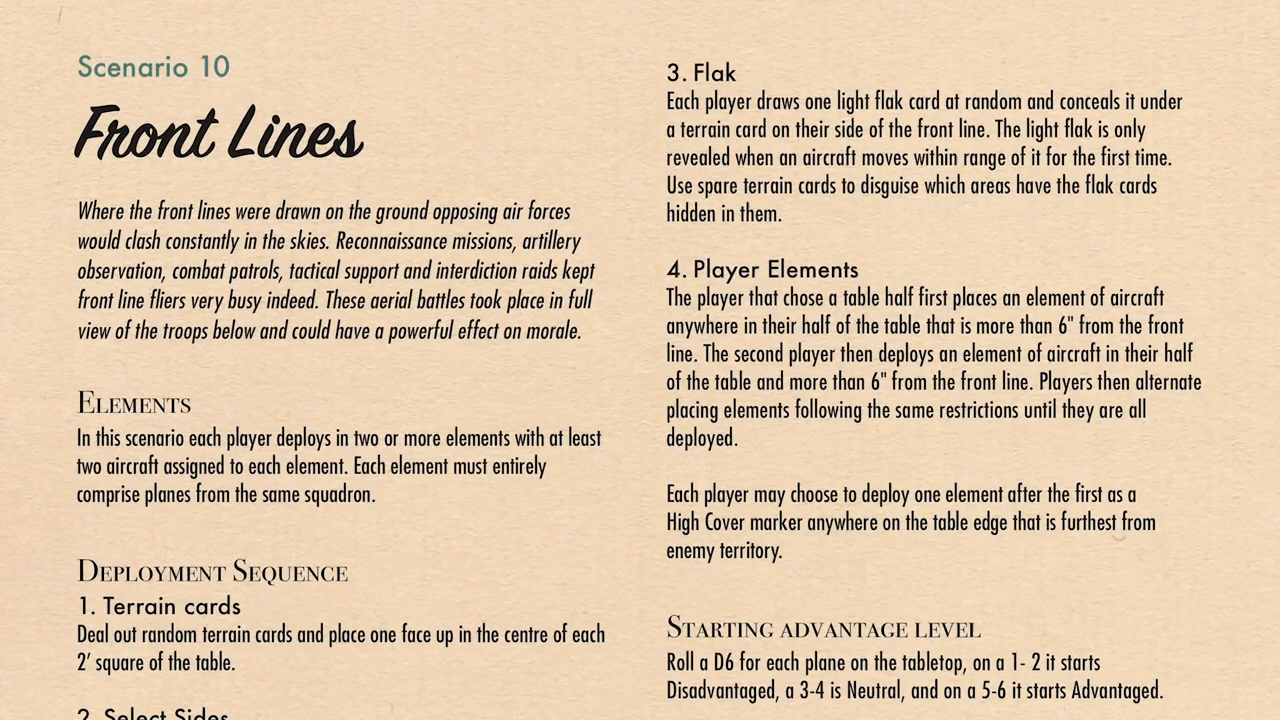 Scenario 10
Front Lines
Where the front lines were drawn on the ground opposing air forces
would clash constantly in the skies. Reconnaissance missions, artillery
observation, combat patrols, tactical support and interdiction raids kept
front line fliers very busy indeed. These aerial battles took place in full
view of the troops below and could have a powerful effect on morale.
Elements
In this scenario each player deploys in two or more elements with at least
two aircraft assigned to each element. Each element must entirely
comprise planes from the same squadron.
Deployment Sequence
1. Terrain cards
Deal out random terrain cards and place one face up in the centre of each
2' square of the table.
2. Select Sides
3. Flak
Each player draws one light flak card at random and conceals it under
a terrain card on their side of the front line. The light flak is only
revealed when an aircraft moves within range of it for the first time.
Use spare terrain cards to disguise which areas have the flak cards
hidden in them.
4. Player Elements
The player that chose a table half first places an element of aircraft
anywhere in their half of the table that is more than 6" from the front
line. The second player then deploys an element of aircraft in their half
of the table and more than 6" from the front line. Players then alternate
placing elements following the same restrictions until they are all
deployed.
Each player may choose to deploy one element after the first as a
High Cover marker anywhere on the table edge that is furthest from
enemy territory.
Starting advantage level
Roll a D6 for each plane on the tabletop, on a 1- 2 it starts
Disadvantaged, a 3-4 is Neutral, and on a 5-6 it starts Advantaged.